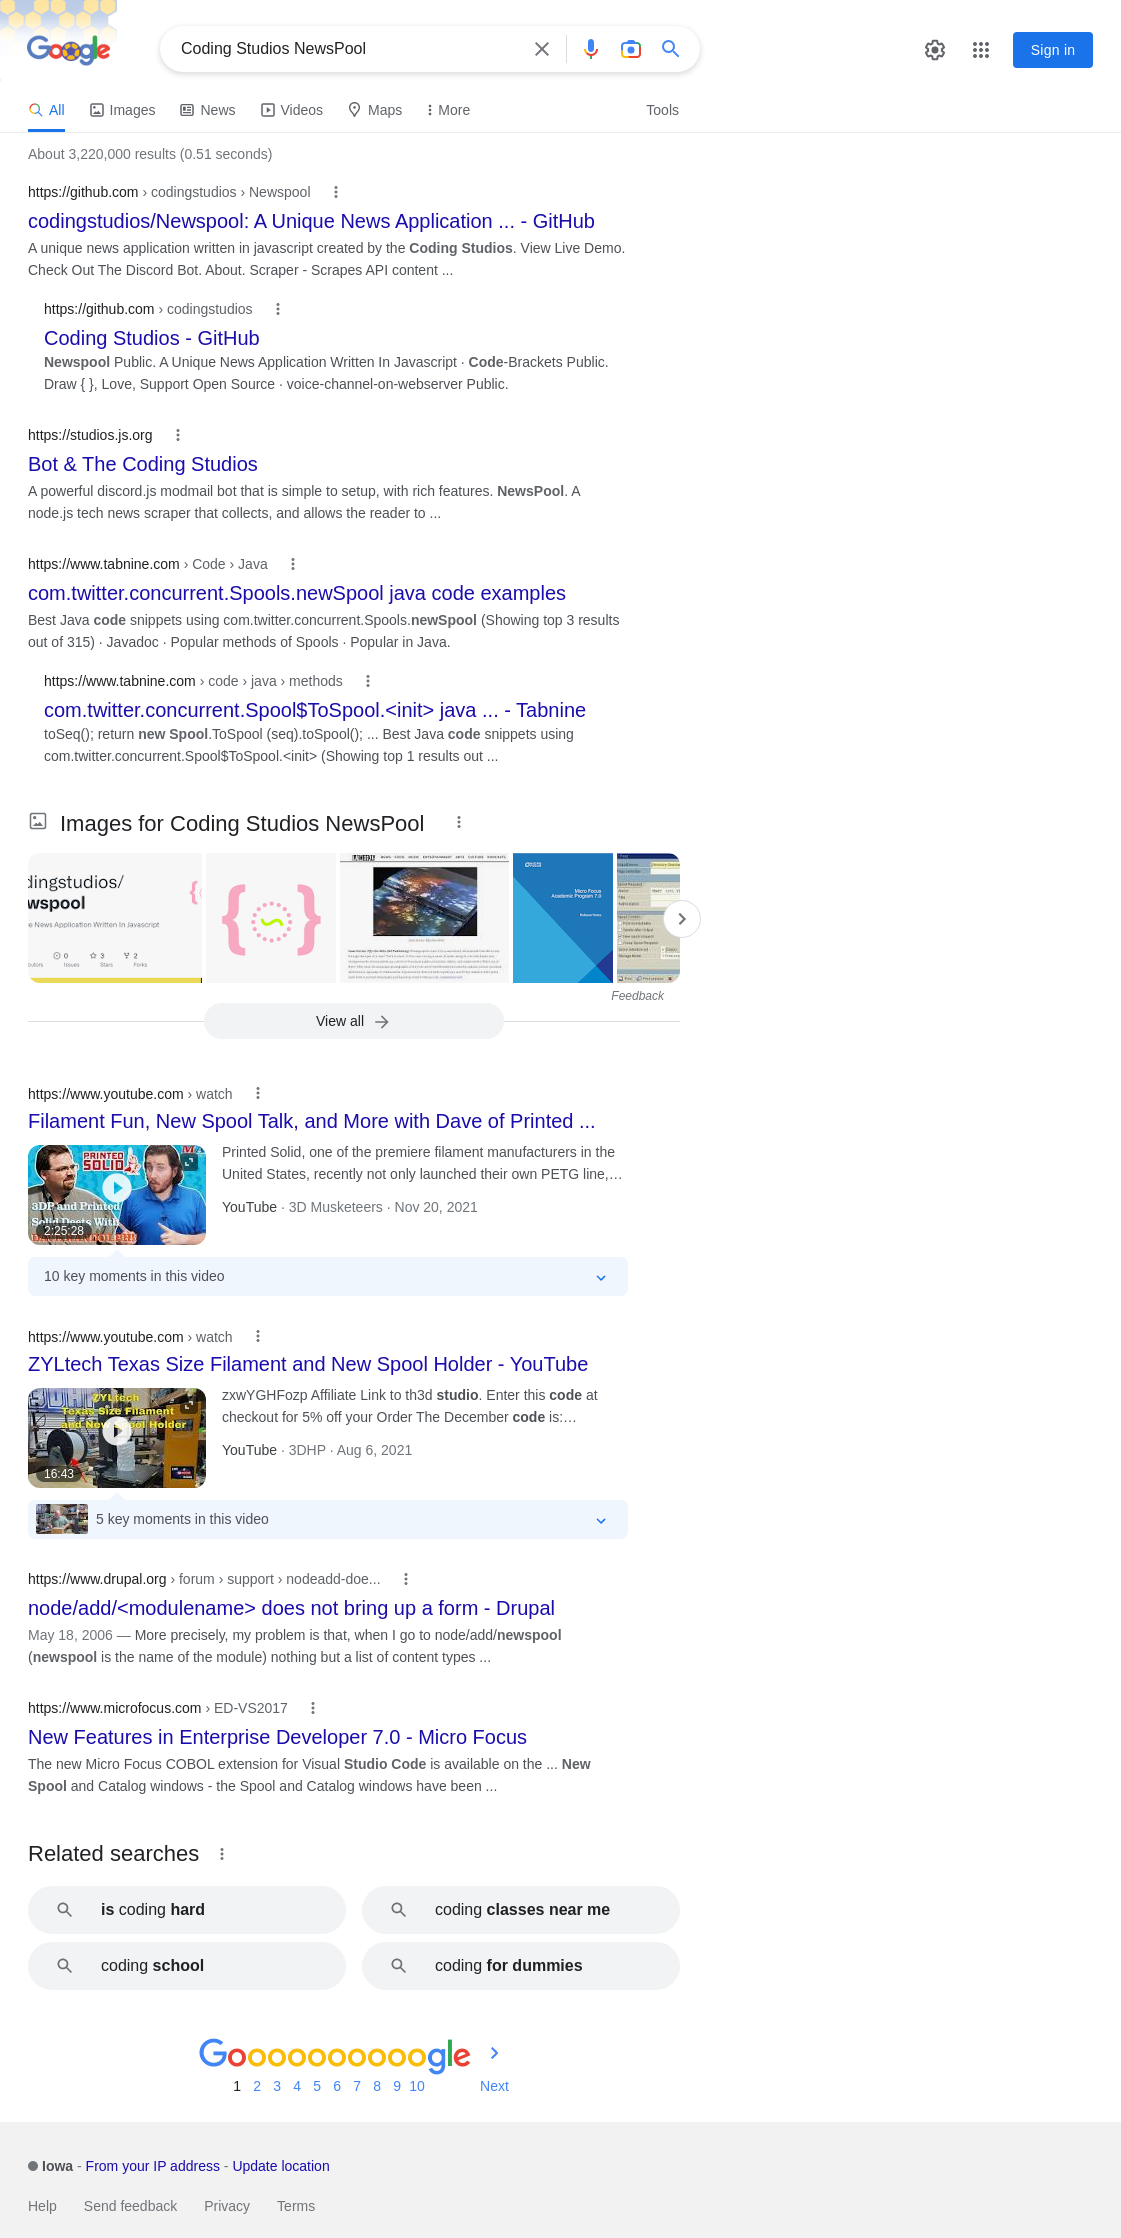 Google
Coding Studios NewsPool
Sign in
All
Images
News
Videos
Maps
More
Tools
About 3,220,000 results (0.51 seconds)
https://github.com › codingstudios › Newspool
codingstudios/Newspool: A Unique News Application ... - GitHub
A unique news application written in javascript created by the Coding Studios. View Live Demo.
Check Out The Discord Bot. About. Scraper - Scrapes API content ...
https://github.com › codingstudios
Coding Studios - GitHub
Newspool Public. A Unique News Application Written In Javascript · Code-Brackets Public.
Draw { }, Love, Support Open Source · voice-channel-on-webserver Public.
https://studios.js.org
Bot & The Coding Studios
A powerful discord.js modmail bot that is simple to setup, with rich features. NewsPool. A
node.js tech news scraper that collects, and allows the reader to ...
https://www.tabnine.com › Code › Java
com.twitter.concurrent.Spools.newSpool java code examples
Best Java code snippets using com.twitter.concurrent.Spools.newSpool (Showing top 3 results
out of 315) · Javadoc · Popular methods of Spools · Popular in Java.
https://www.tabnine.com › code › java › methods
com.twitter.concurrent.Spool$ToSpool.<init> java ... - Tabnine
toSeq(); return new Spool.ToSpool (seq).toSpool(); ... Best Java code snippets using
com.twitter.concurrent.Spool$ToSpool.<init> (Showing top 1 results out ...
Images for Coding Studios NewsPool
dingstudios/
wspool
e News Application Written In Javascript
0
3
2
Issues
Stars
Forks
Micro Focus
Academic Program 7.0
Feedback
View all
https://www.youtube.com › watch
Filament Fun, New Spool Talk, and More with Dave of Printed ...
PRINTED
SOLID
3DP and Printed
Solid Deets With
2:25:28
Printed Solid, one of the premiere filament manufacturers in the
United States, recently not only launched their own PETG line,…
YouTube · 3D Musketeers · Nov 20, 2021
10 key moments in this video
https://www.youtube.com › watch
ZYLtech Texas Size Filament and New Spool Holder - YouTube
ZYLtech
Texas Size Filament
and New Spool Holder
16:43
zxwYGHFozp Affiliate Link to th3d studio. Enter this code at
checkout for 5% off your Order The December code is:…
YouTube · 3DHP · Aug 6, 2021
5 key moments in this video
https://www.drupal.org › forum › support › nodeadd-doe...
node/add/<modulename> does not bring up a form - Drupal
May 18, 2006 — More precisely, my problem is that, when I go to node/add/newspool
(newspool is the name of the module) nothing but a list of content types ...
https://www.microfocus.com › ED-VS2017
New Features in Enterprise Developer 7.0 - Micro Focus
The new Micro Focus COBOL extension for Visual Studio Code is available on the ... New
Spool and Catalog windows - the Spool and Catalog windows have been ...
Related searches
is coding hard
coding classes near me
coding school
coding for dummies
Goooooooooogle
1 2 3 4 5 6 7 8 9 10 Next
Iowa - From your IP address - Update location
Help Send feedback Privacy Terms